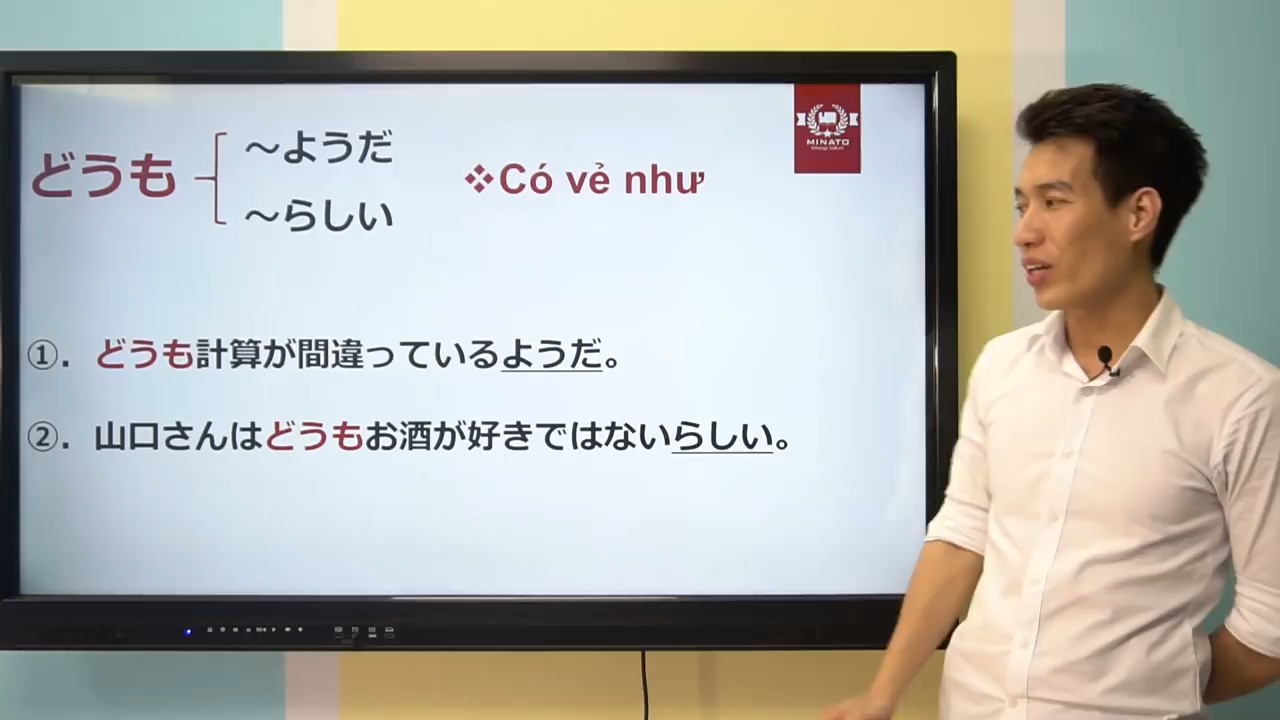 どうも
～ようだ
～らしい
❖Có vẻ như
MINATO
①．どうも計算が間違っているようだ。
②．山口さんはどうもお酒が好きではないらしい。